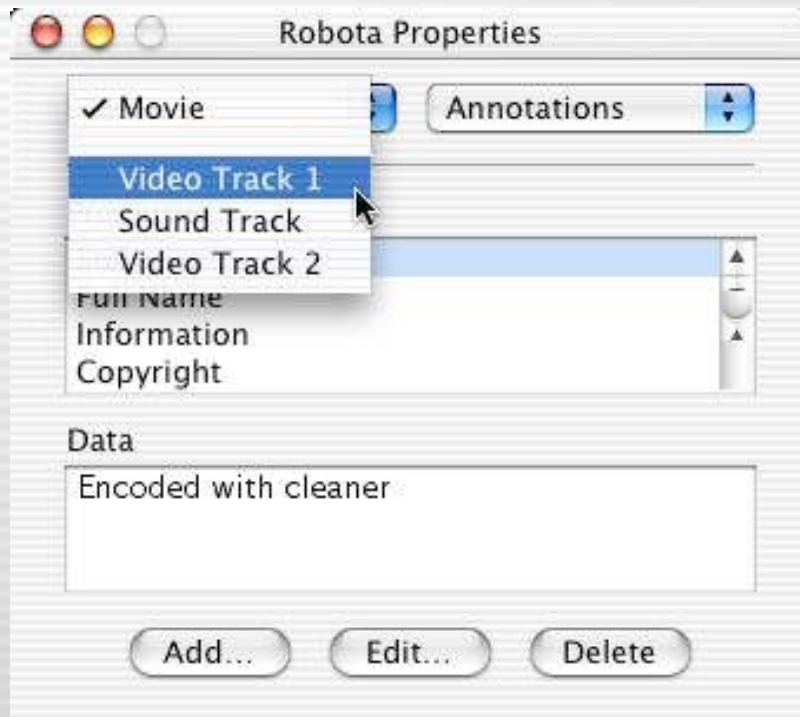 Robota Properties
Movie
Annotations
Video Track 1
Sound Track
Video Track 2
Full Name
Information
Copyright
Data
Encoded with cleaner
Add...
Edit...
Delete